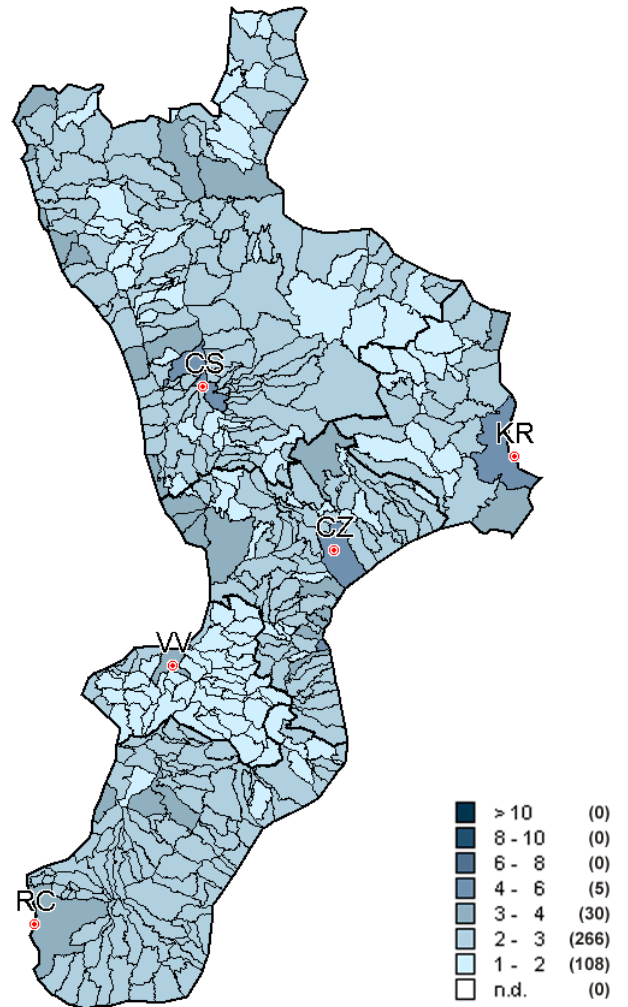 CS
KR
CZ
VV
RC
> 10 (0)
8 - 10 (0)
6 - 8 (0)
4 - 6 (5)
3 - 4 (30)
2 - 3 (266)
1 - 2 (108)
n.d. (0)